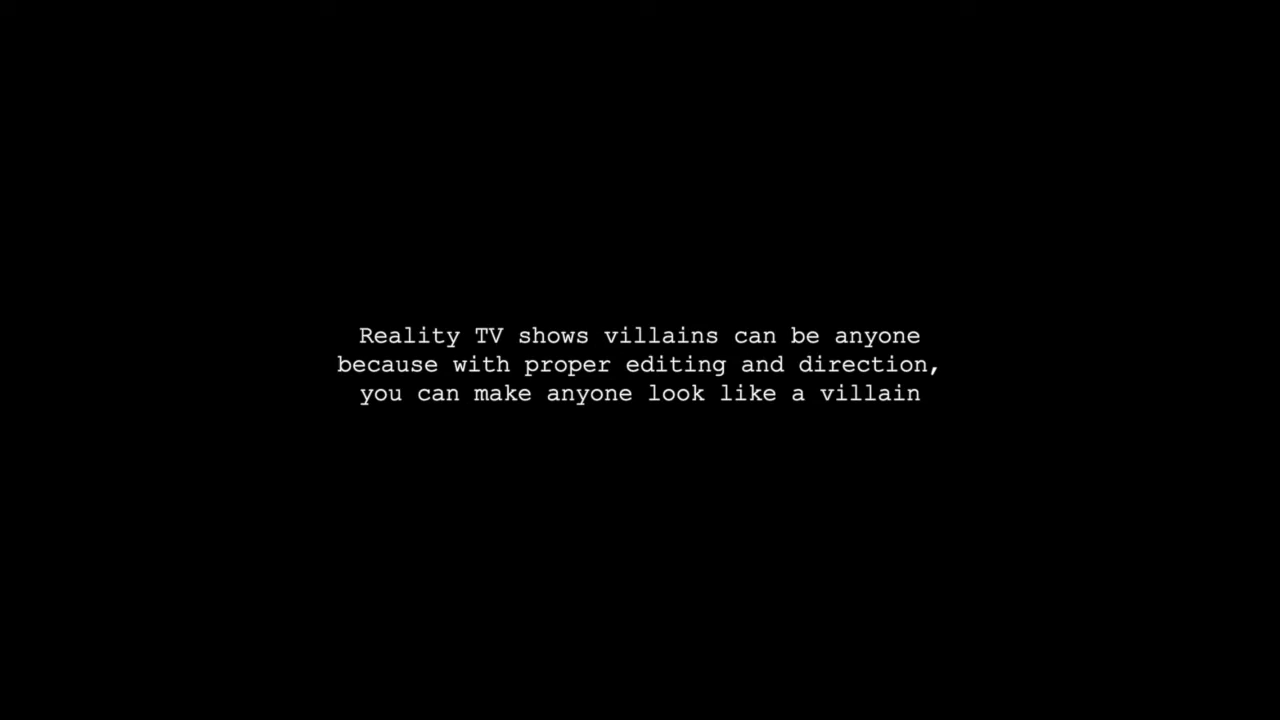 Reality TV shows villains can be anyone
because with proper editing and direction,
you can make anyone look like a villain